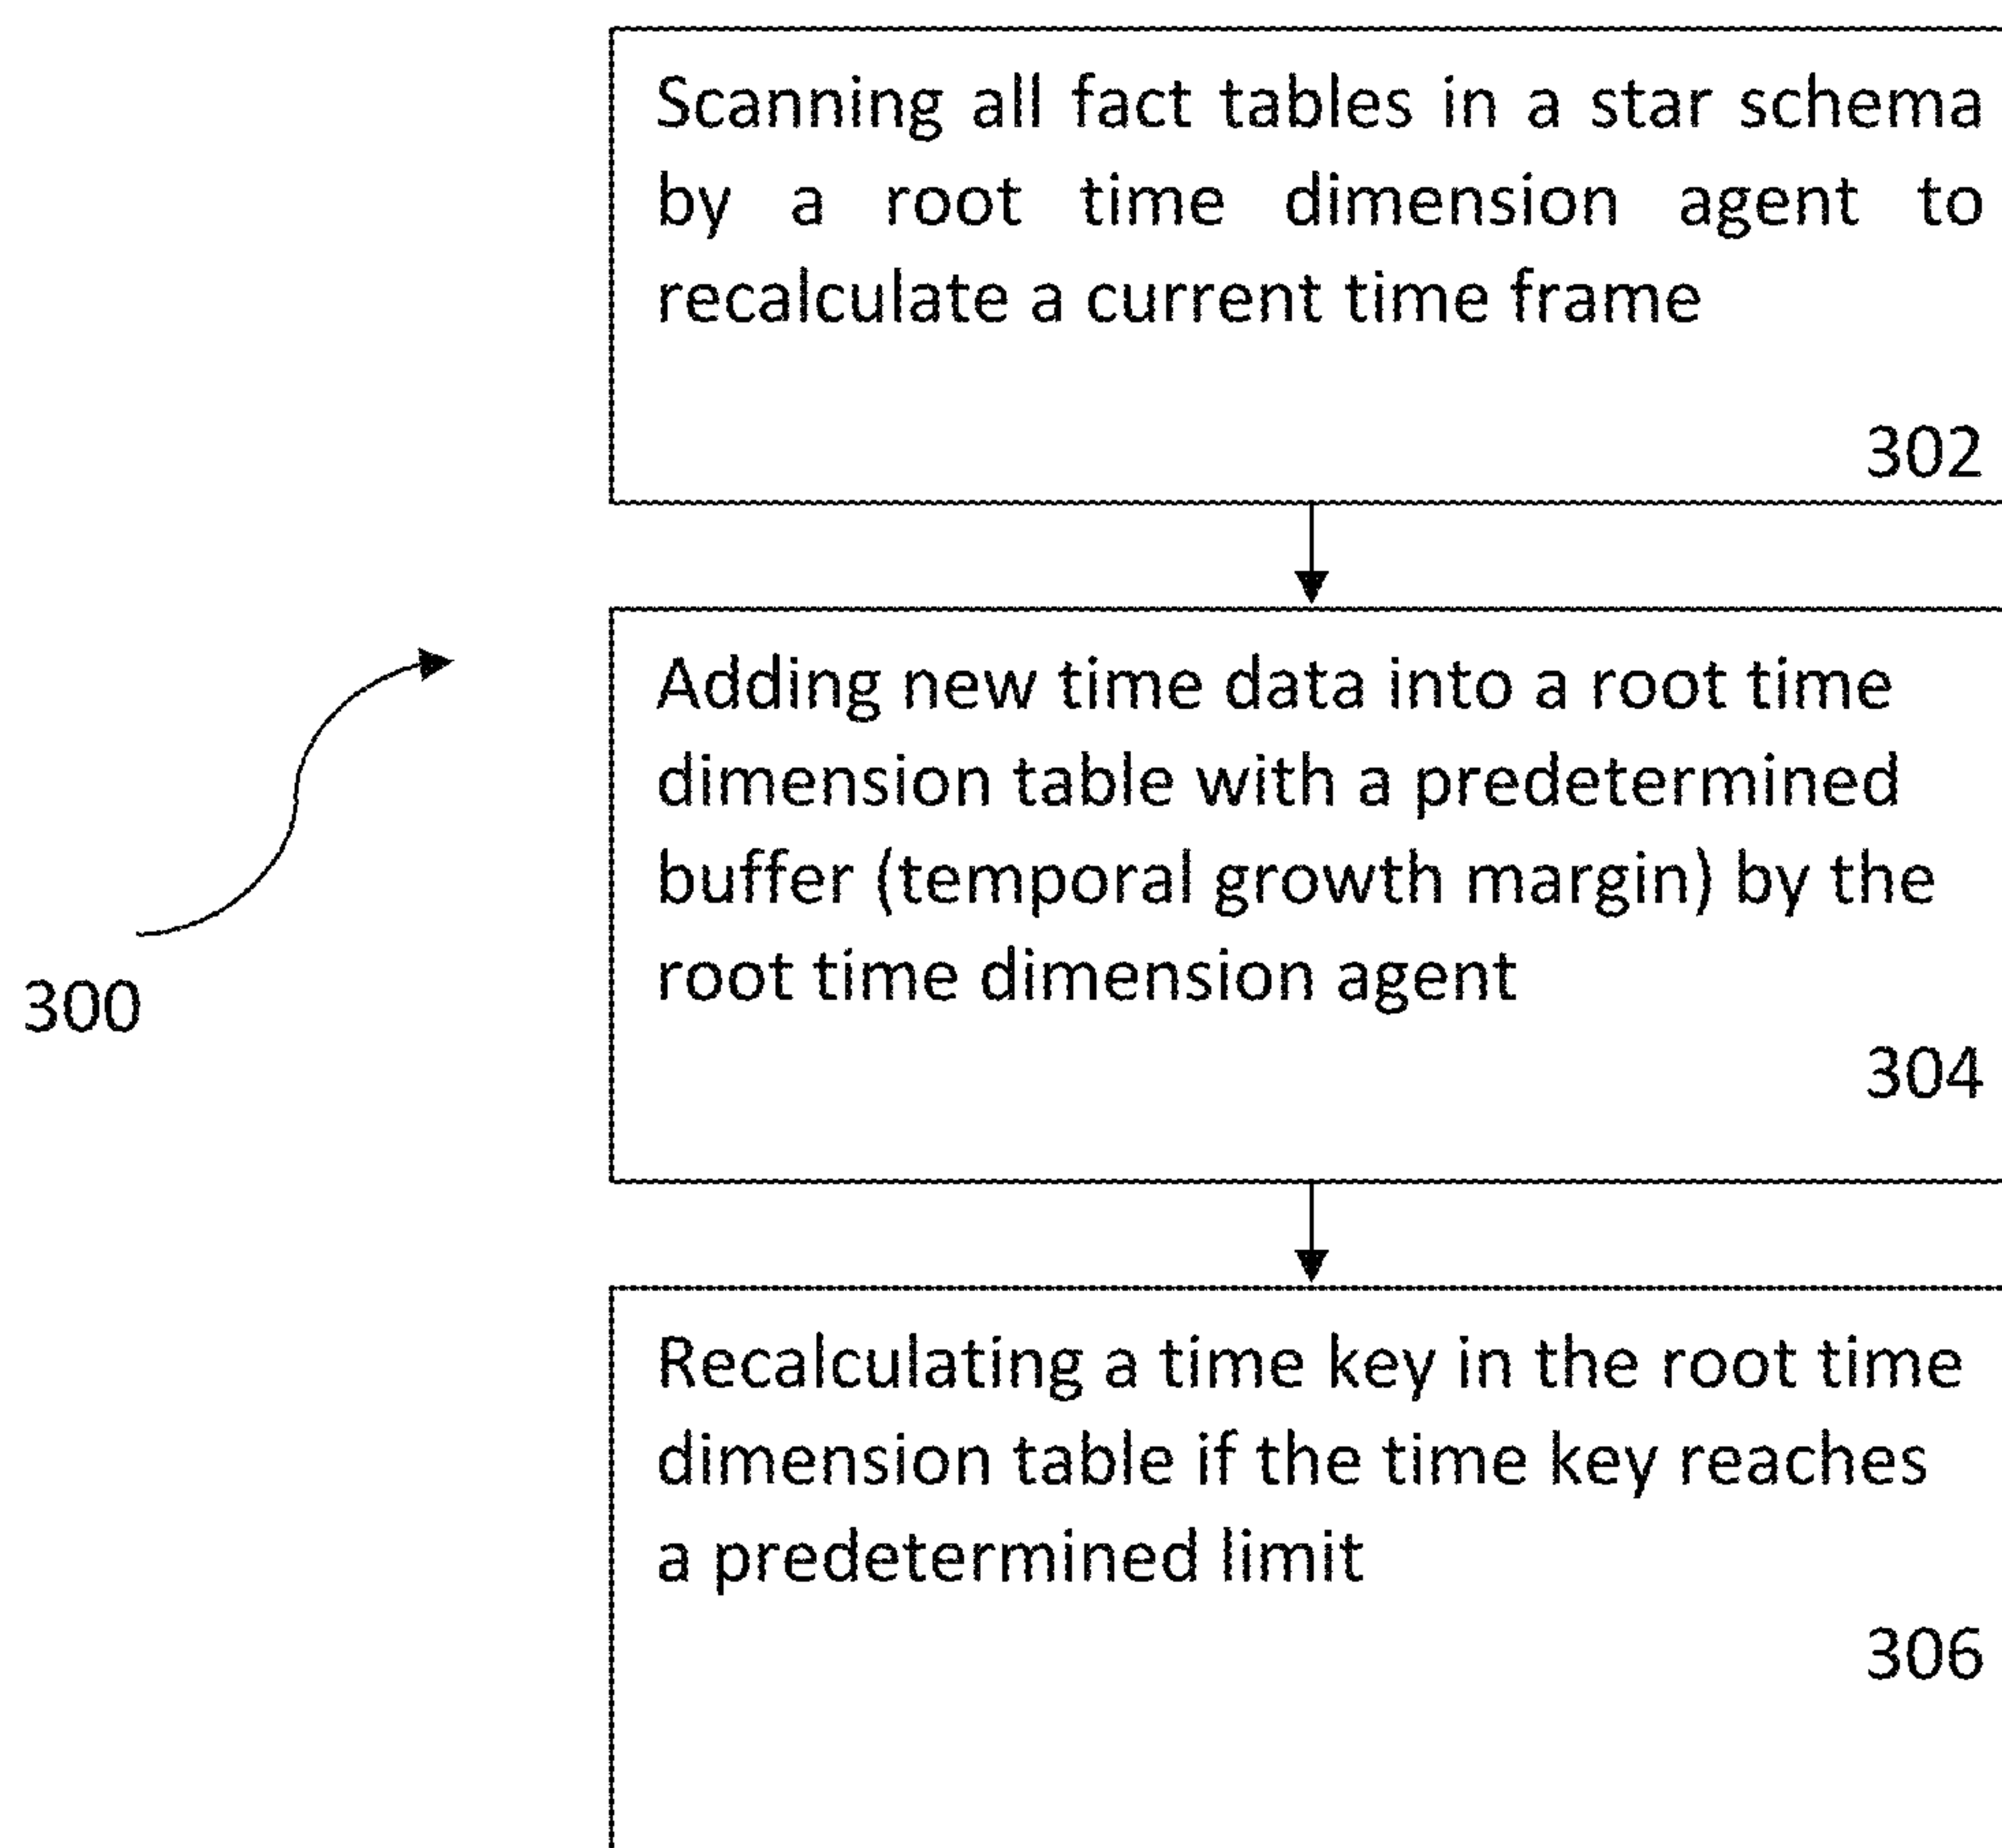 Scanning all fact tables in a star schema
by a root time dimension agent to
recalculate a current time frame
302
Adding new time data into a root time
dimension table with a predetermined
buffer (temporal growth margin) by the
root time dimension agent
304
300
Recalculating a time key in the root time
dimension table if the time key reaches
a predetermined limit
306